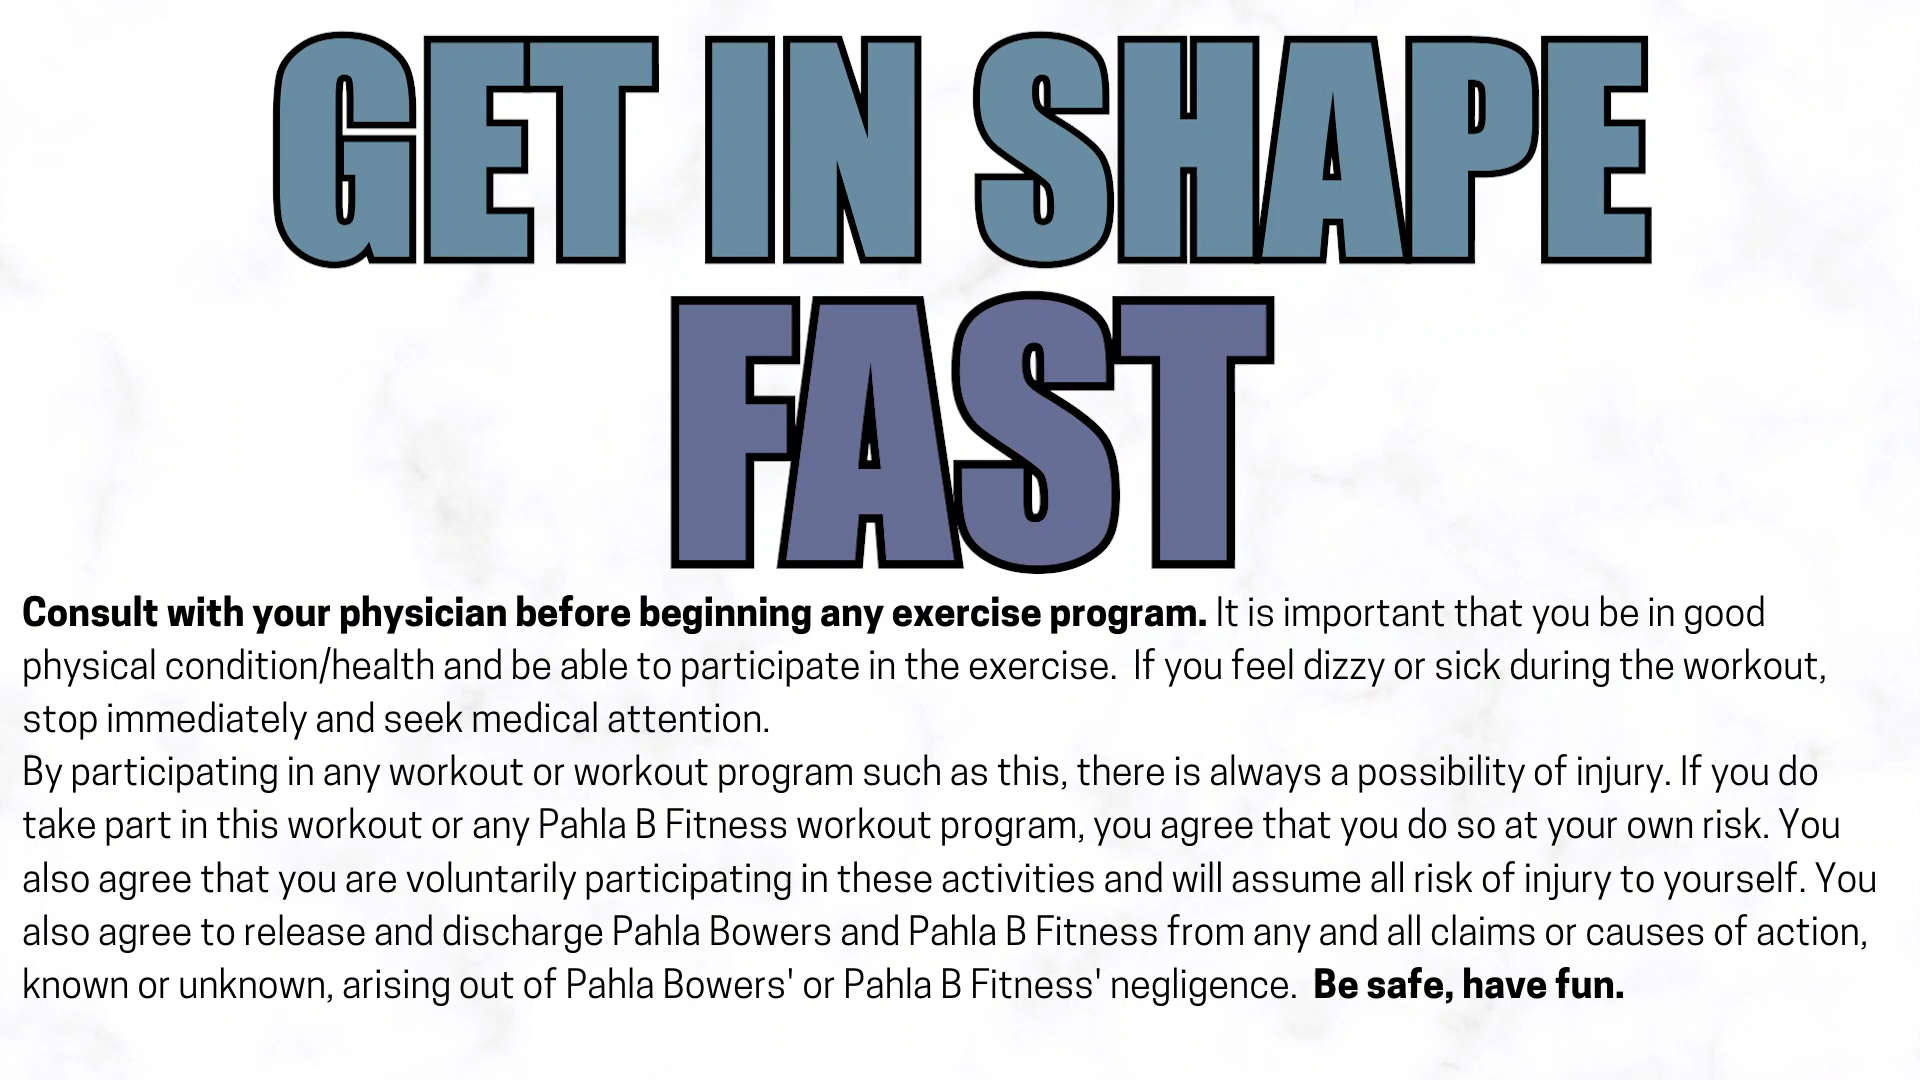 GET IN SHAPE
FAST
Consult with your physician before beginning any exercise program. It is important that you be in good
physical condition/health and be able to participate in the exercise.  If you feel dizzy or sick during the workout,
stop immediately and seek medical attention.
By participating in any workout or workout program such as this, there is always a possibility of injury. If you do
take part in this workout or any Pahla B Fitness workout program, you agree that you do so at your own risk. You
also agree that you are voluntarily participating in these activities and will assume all risk of injury to yourself. You
also agree to release and discharge Pahla Bowers and Pahla B Fitness from any and all claims or causes of action,
known or unknown, arising out of Pahla Bowers' or Pahla B Fitness' negligence.  Be safe, have fun.